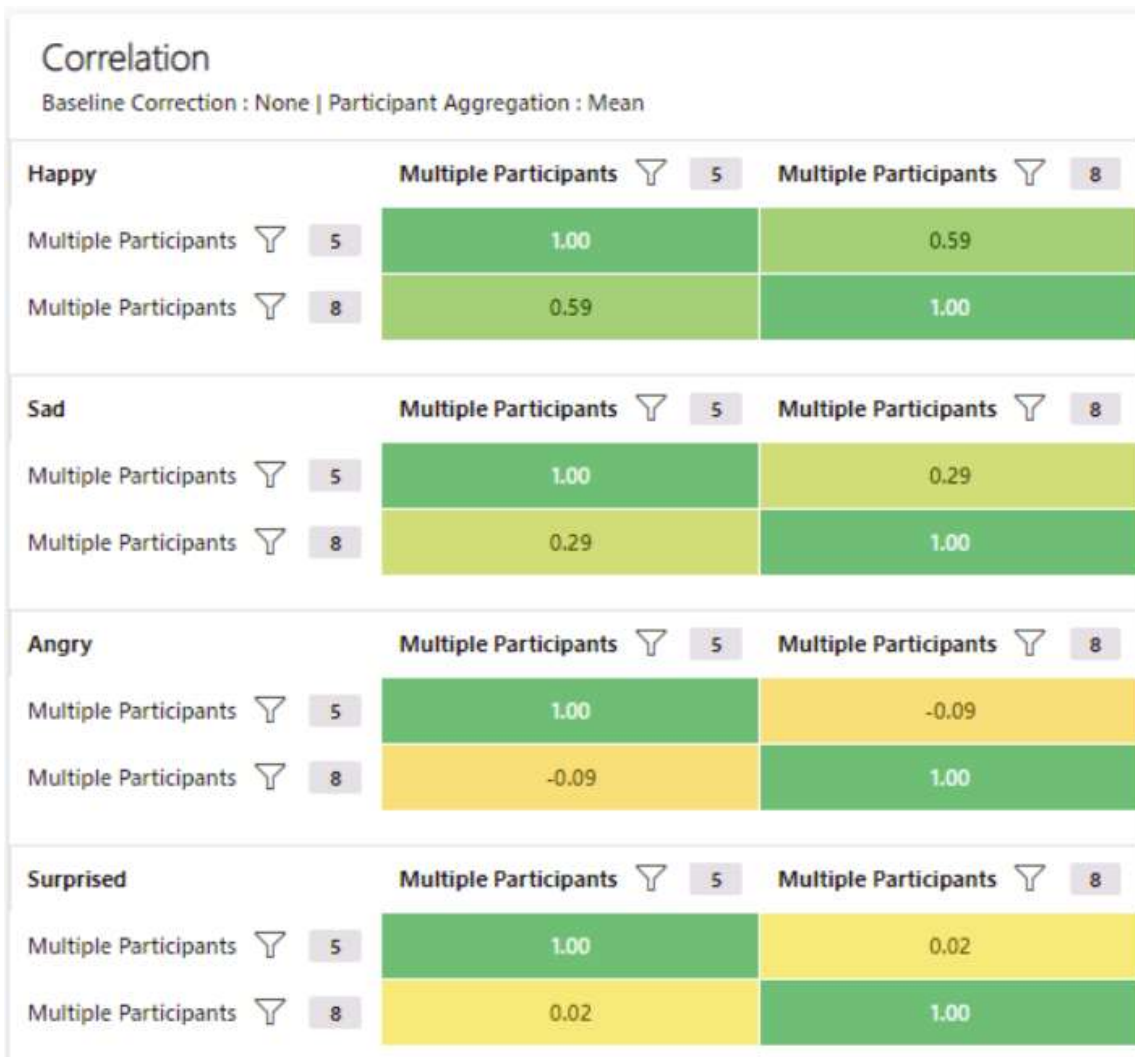 Correlation
Baseline Correction : None | Participant Aggregation : Mean
Happy Multiple Participants 5 Multiple Participants 8
Multiple Participants 5 1.00 0.59
Multiple Participants 8 0.59 1.00
Sad Multiple Participants 5 Multiple Participants 8
Multiple Participants 5 1.00 0.29
Multiple Participants 8 0.29 1.00
Angry Multiple Participants 5 Multiple Participants 8
Multiple Participants 5 1.00 -0.09
Multiple Participants 8 -0.09 1.00
Surprised Multiple Participants 5 Multiple Participants 8
Multiple Participants 5 1.00 0.02
Multiple Participants 8 0.02 1.00